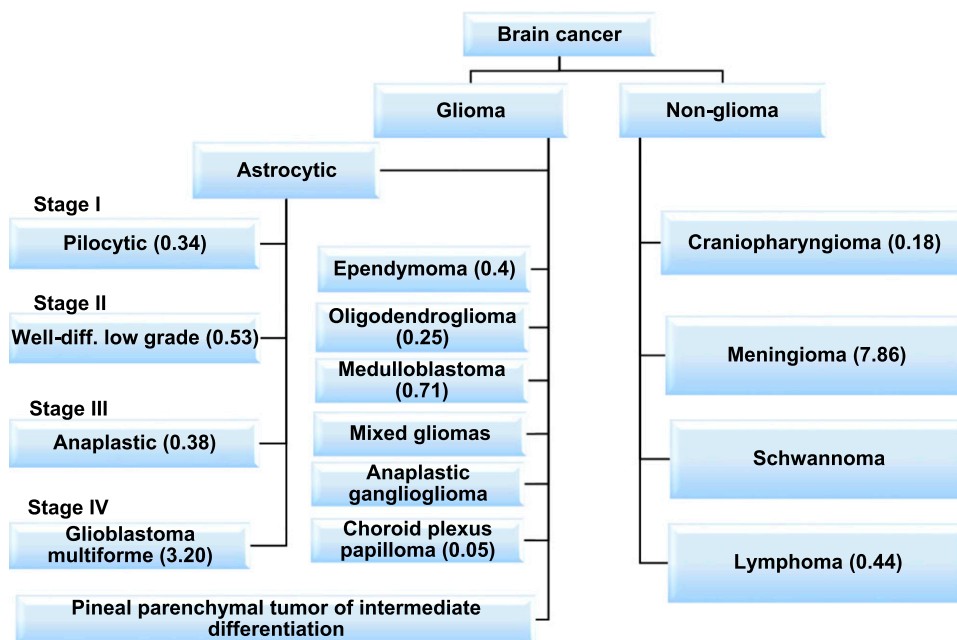 Brain cancer
Glioma
Non-glioma
Astrocytic
Stage I
Pilocytic (0.34)
Stage II
Well-diff. low grade (0.53)
Stage III
Anaplastic (0.38)
Stage IV
Glioblastoma
multiforme (3.20)
Ependymoma (0.4)
Oligodendroglioma
(0.25)
Medulloblastoma
(0.71)
Mixed gliomas
Anaplastic
ganglioglioma
Choroid plexus
papilloma (0.05)
Pineal parenchymal tumor of intermediate
differentiation
Craniopharyngioma (0.18)
Meningioma (7.86)
Schwannoma
Lymphoma (0.44)